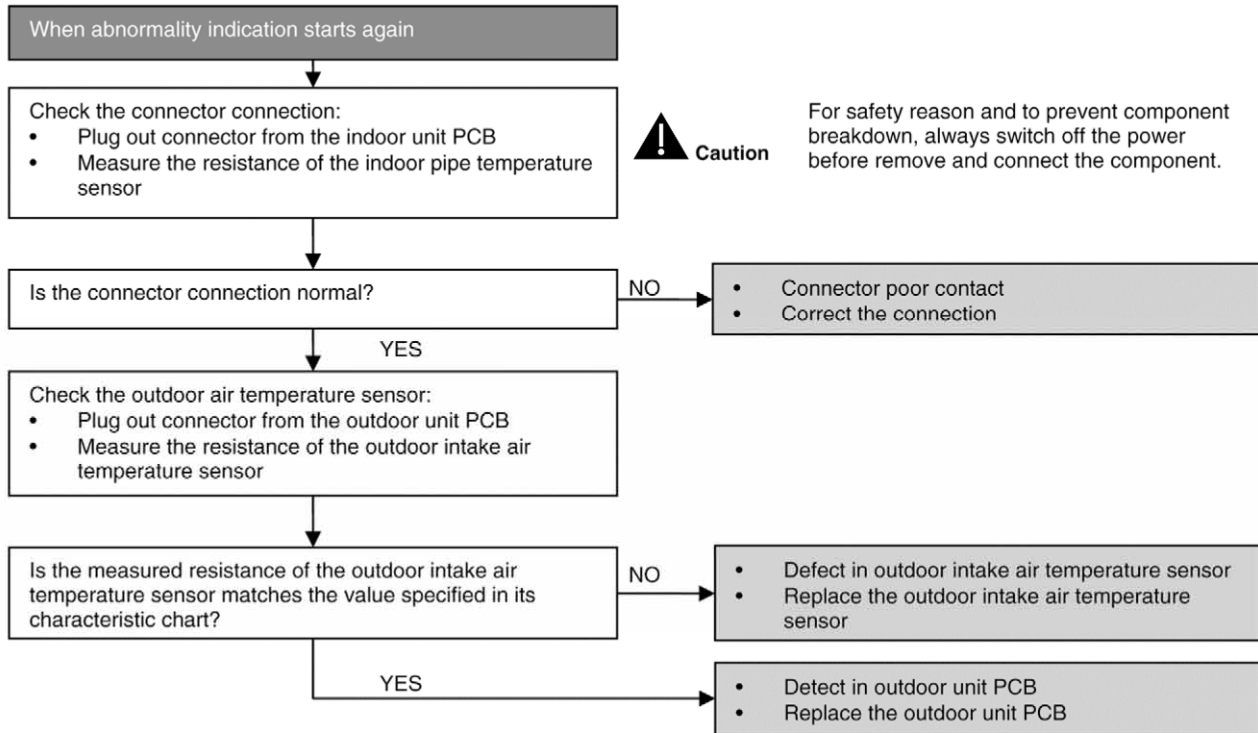 When abnormality indication starts again
Check the connector connection:
• Plug out connector from the indoor unit PCB
• Measure the resistance of the indoor pipe temperature
sensor
Caution
For safety reason and to prevent component
breakdown, always switch off the power
before remove and connect the component.
Is the connector connection normal?
NO
• Connector poor contact
• Correct the connection
YES
Check the outdoor air temperature sensor:
• Plug out connector from the outdoor unit PCB
• Measure the resistance of the outdoor intake air
temperature sensor
Is the measured resistance of the outdoor intake air
temperature sensor matches the value specified in its
characteristic chart?
NO
• Defect in outdoor intake air temperature sensor
• Replace the outdoor intake air temperature
sensor
YES
• Detect in outdoor unit PCB
• Replace the outdoor unit PCB